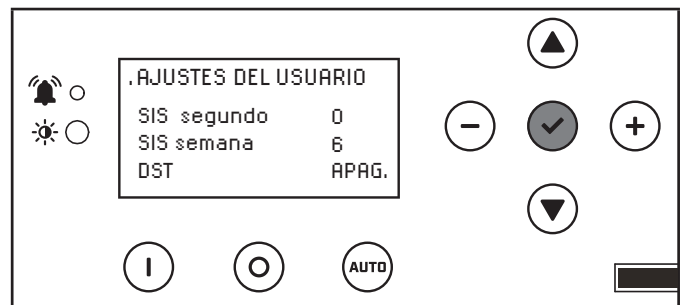 .AJUSTES DEL USUARIO
SIS segundo 0
SIS semana 6
DST APAG.
AUTO